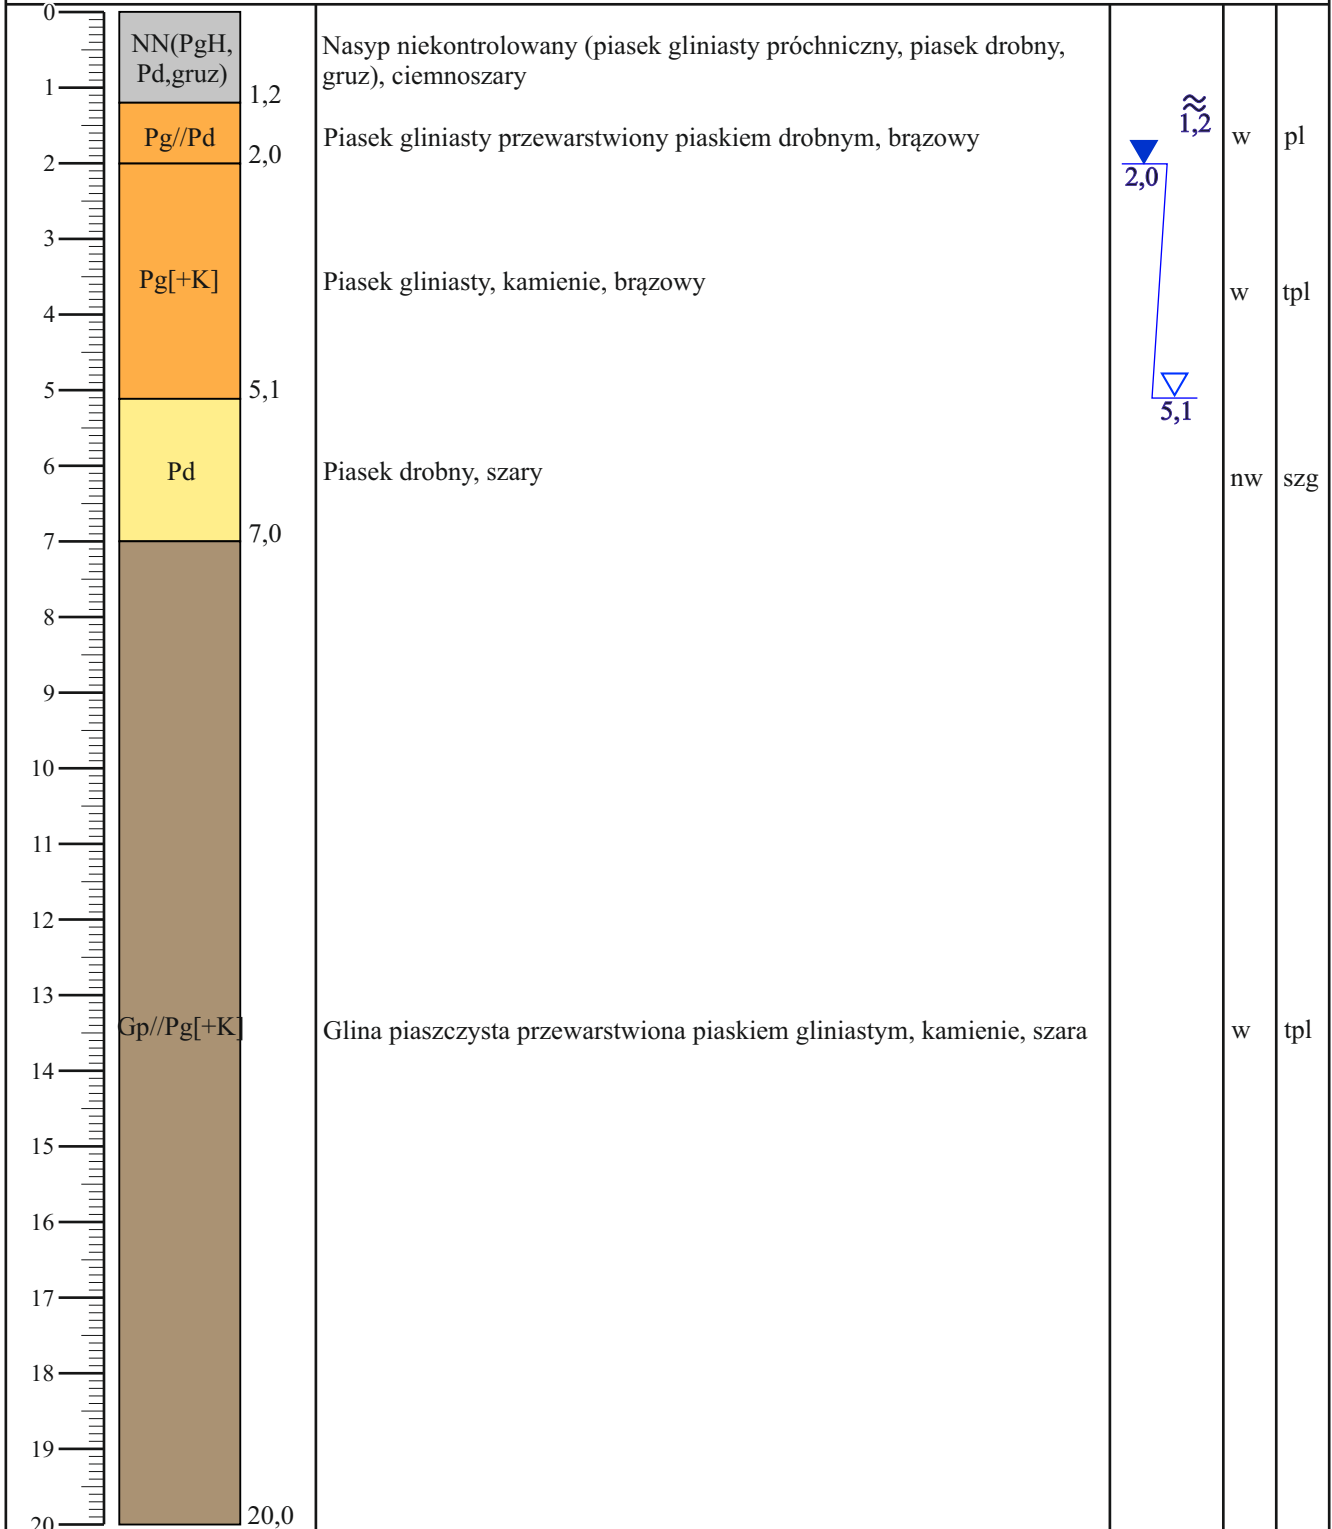 0
NN(PgH,
Pd,gruz)
Nasyp niekontrolowany (piasek gliniasty próchniczny, piasek drobny,
gruz), ciemnoszary
1
1,2
≈
1,2
Pg//Pd
Piasek gliniasty przewarstwiony piaskiem drobnym, brązowy
w
pl
2,0
2
2,0
3
Pg[+K]
Piasek gliniasty, kamienie, brązowy
w
tpl
4
5
5,1
5,1
6
Pd
Piasek drobny, szary
nw
szg
7
7,0
8
9
10
11
12
13
Gp//Pg[+K]
Glina piaszczysta przewarstwiona piaskiem gliniastym, kamienie, szara
w
tpl
14
15
16
17
18
19
20
20,0